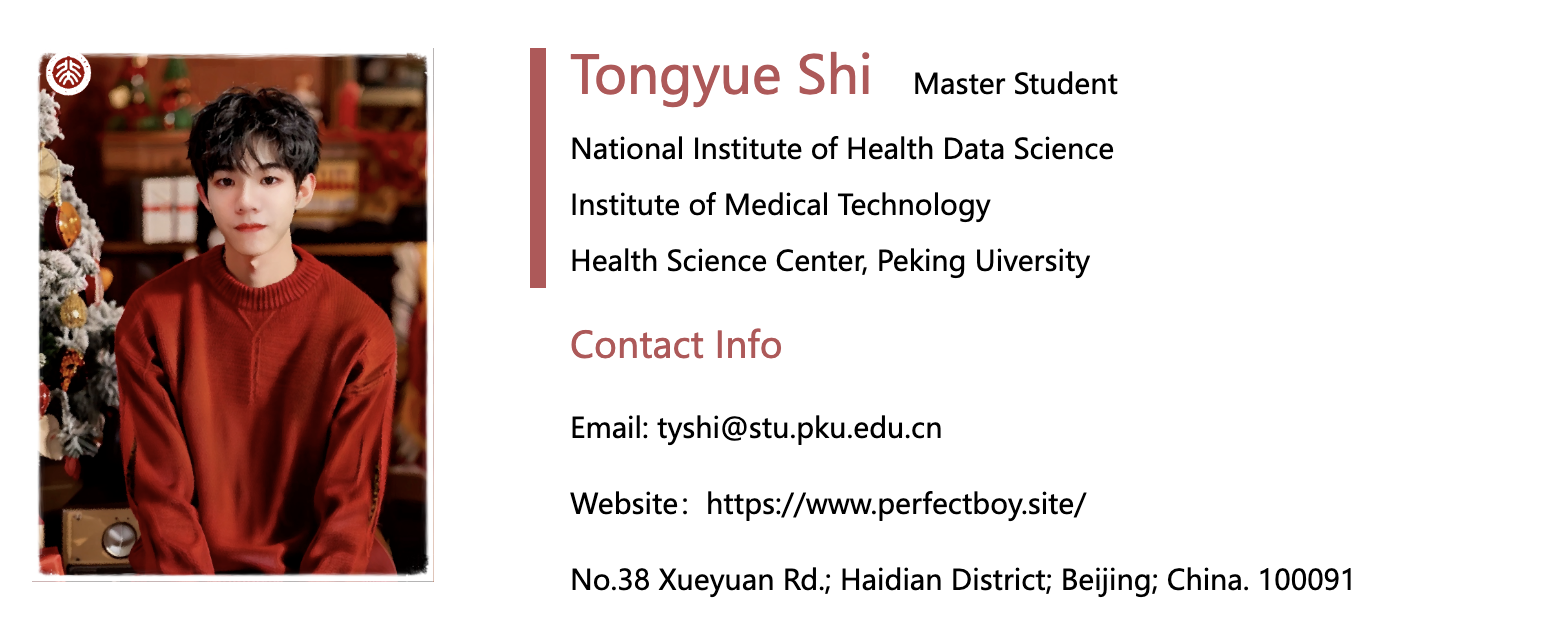 Tongyue Shi Master Student
National Institute of Health Data Science
Institute of Medical Technology
Health Science Center, Peking Uiversity
Contact Info
Email: tyshi@stu.pku.edu.cn
Website：https://www.perfectboy.site/
No.38 Xueyuan Rd.; Haidian District; Beijing; China. 100091